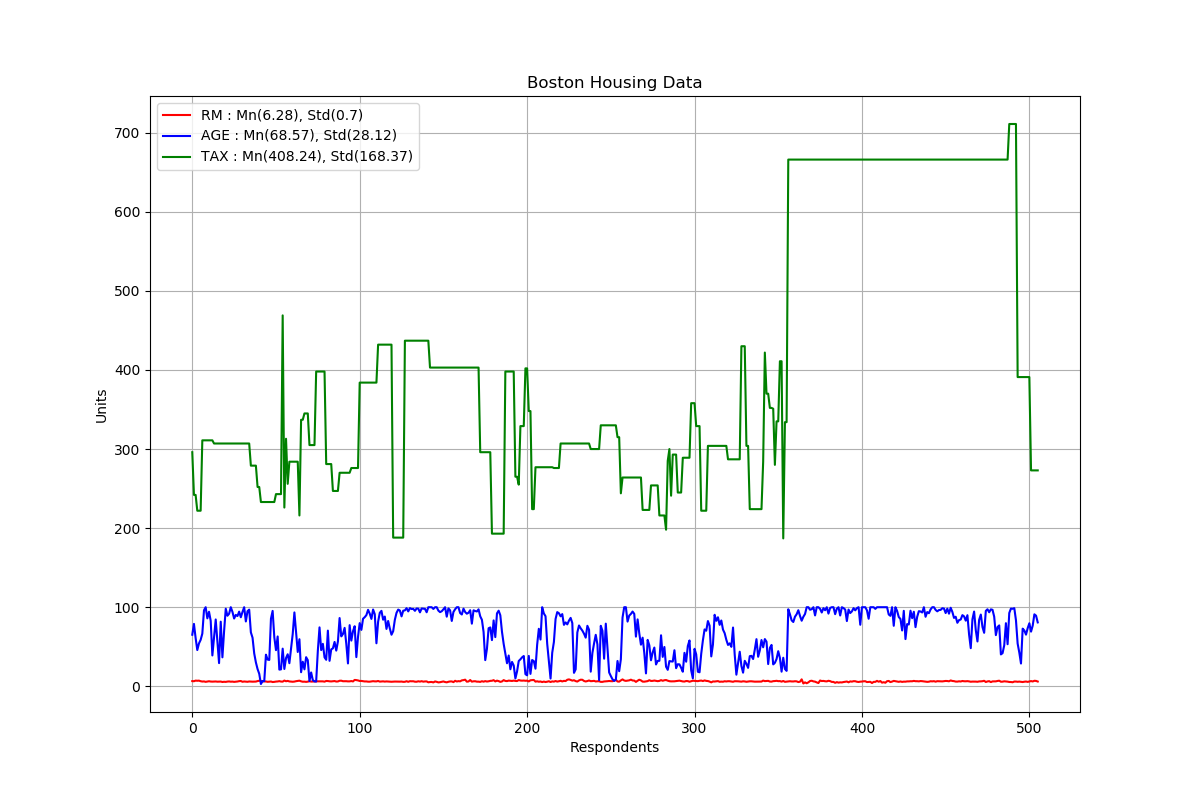 Boston Housing Data
RM : Mn(6.28), Std(0.7)
AGE : Mn(68.57), Std(28.12)
TAX : Mn(408.24), Std(168.37)
700
600
500
400
300
200
100
0
Units
0 100 200 300 400 500
Respondents